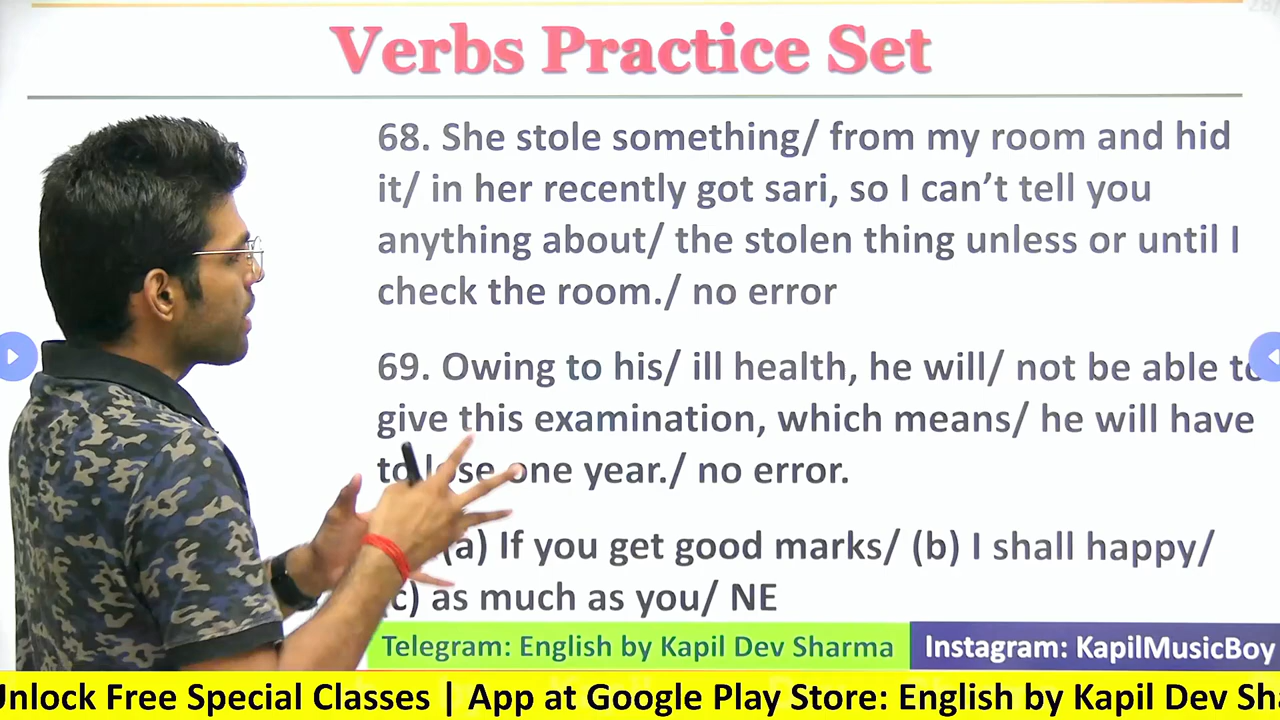 Verbs Practice Set
68. She stole something/ from my room and hid
it/ in her recently got sari, so I can’t tell you
anything about/ the stolen thing unless or until I
check the room./ no error
69. Owing to his/ ill health, he will/ not be able to
give this examination, which means/ he will have
to lose one year./ no error.
(a) If you get good marks/ (b) I shall happy/
(c) as much as you/ NE
Telegram: English by Kapil Dev Sharma
Instagram: KapilMusicBoy
Unlock Free Special Classes | App at Google Play Store: English by Kapil Dev